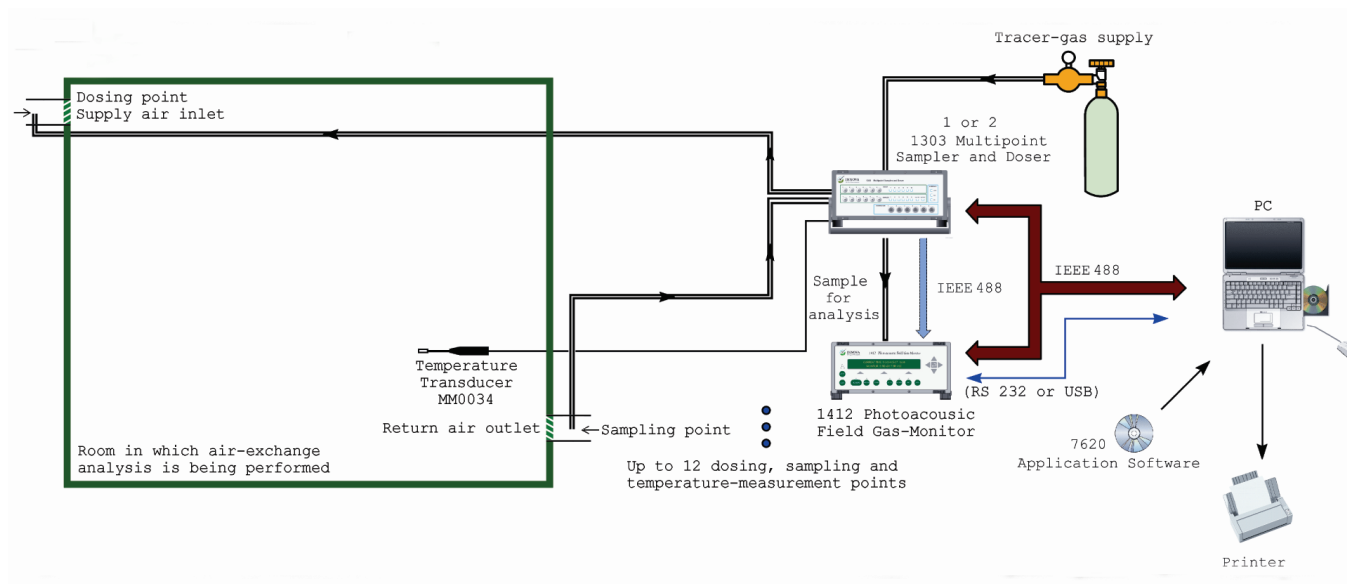 Tracer-gas supply
Dosing point
Supply air inlet
1 or 2
1303 Multipoint
Sampler and Doser
PC
IEEE 488
Sample
for
analysis
IEEE 488
Temperature
Transducer
MM0034
(RS 232 or USB)
1412 Photoacousic
Field Gas-Monitor
Return air outlet
Sampling point
Room in which air-exchange
analysis is being performed
Up to 12 dosing, sampling and
temperature-measurement points
7620
Application Software
Printer